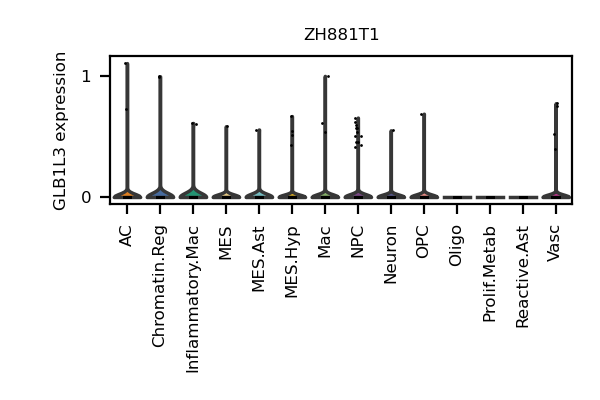 ZH881T1
GLB1L3 expression
1
0
AC
Chromatin.Reg
Inflammatory.Mac
MES
MES.Ast
MES.Hyp
Mac
NPC
Neuron
OPC
Oligo
Prolif.Metab
Reactive.Ast
Vasc